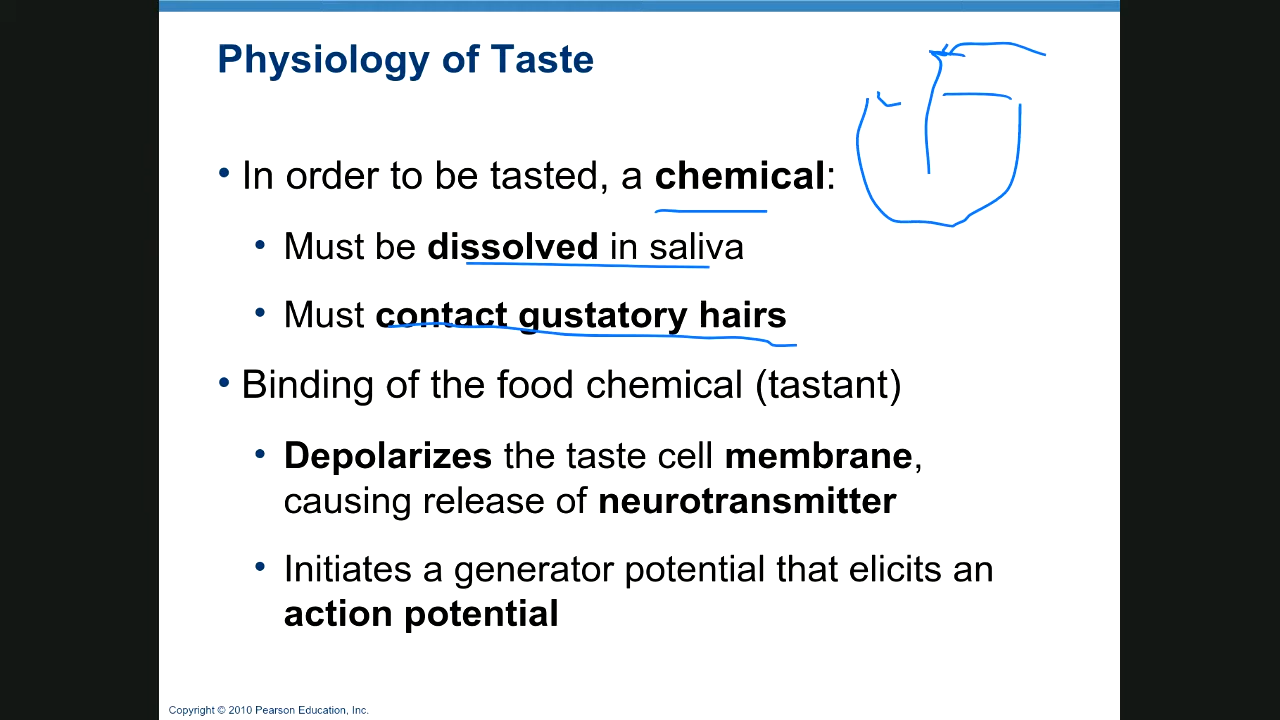 Physiology of Taste
• In order to be tasted, a chemical:
• Must be dissolved in saliva
• Must contact gustatory hairs
• Binding of the food chemical (tastant)
• Depolarizes the taste cell membrane,
causing release of neurotransmitter
• Initiates a generator potential that elicits an
action potential
Copyright © 2010 Pearson Education, Inc.